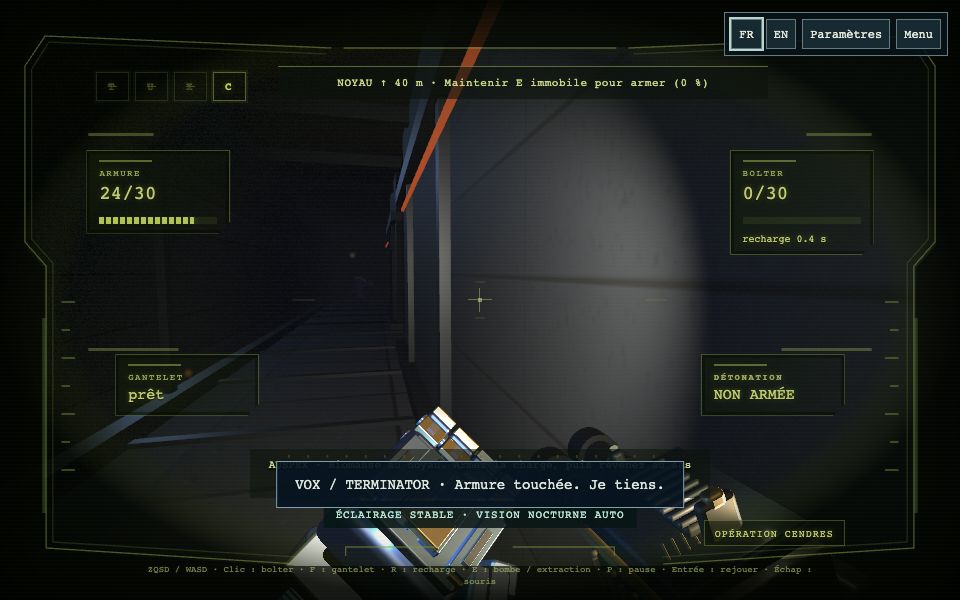 FR EN Paramètres Menu
C
NOYAU ↑ 40 m · Maintenir E immobile pour armer (0 %)
ARMURE
24/30
BOLTER
0/30
recharge 0.4 s
GANTELET
prêt
DÉTONATION
NON ARMÉE
VOX / TERMINATOR · Armure touchée. Je tiens.
ÉCLAIRAGE STABLE · VISION NOCTURNE AUTO
OPÉRATION CENDRES
ZQSD / WASD · Clic : bolter · F : gantelet · R : recharge · E : bombe / extraction · P : pause · Entrée : rejouer · Échap :
souris